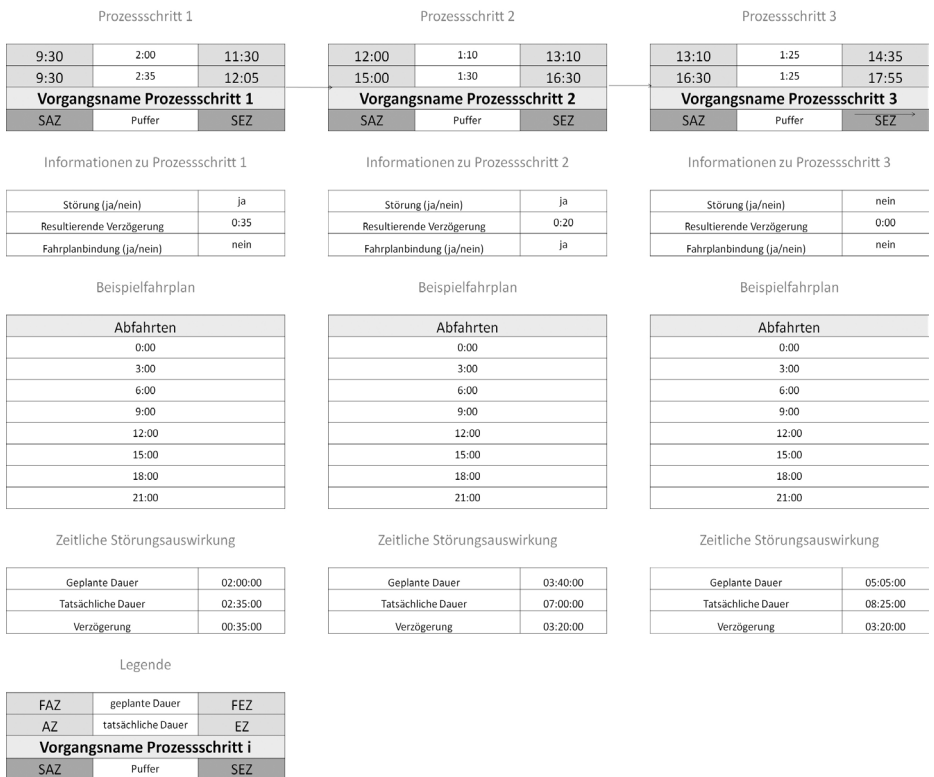 Prozessschritt 1 Prozessschritt 2 Prozessschritt 3
9:30 2:00 11:30 12:00 1:10 13:10 13:10 1:25 14:35
9:30 2:35 12:05 15:00 1:30 16:30 16:30 1:25 17:55
Vorgangsname Prozessschritt 1 Vorgangsname Prozessschritt 2 Vorgangsname Prozessschritt 3
SAZ Puffer SEZ SAZ Puffer SEZ SAZ Puffer SEZ
Informationen zu Prozessschritt 1 Informationen zu Prozessschritt 2 Informationen zu Prozessschritt 3
Störung (ja/nein) ja Störung (ja/nein) ja Störung (ja/nein) nein
Resultierende Verzögerung 0:35 Resultierende Verzögerung 0:20 Resultierende Verzögerung 0:00
Fahrplanbindung (ja/nein) nein Fahrplanbindung (ja/nein) ja Fahrplanbindung (ja/nein) nein
Beispielfahrplan Beispielfahrplan Beispielfahrplan
Abfahrten Abfahrten Abfahrten
0:00 0:00 0:00
3:00 3:00 3:00
6:00 6:00 6:00
9:00 9:00 9:00
12:00 12:00 12:00
15:00 15:00 15:00
18:00 18:00 18:00
21:00 21:00 21:00
Zeitliche Störungsauswirkung Zeitliche Störungsauswirkung Zeitliche Störungsauswirkung
Geplante Dauer 02:00:00 Geplante Dauer 03:40:00 Geplante Dauer 05:05:00
Tatsächliche Dauer 02:35:00 Tatsächliche Dauer 07:00:00 Tatsächliche Dauer 08:25:00
Verzögerung 00:35:00 Verzögerung 03:20:00 Verzögerung 03:20:00
Legende
FAZ geplante Dauer FEZ
AZ tatsächliche Dauer EZ
Vorgangsname Prozessschritt i
SAZ Puffer SEZ